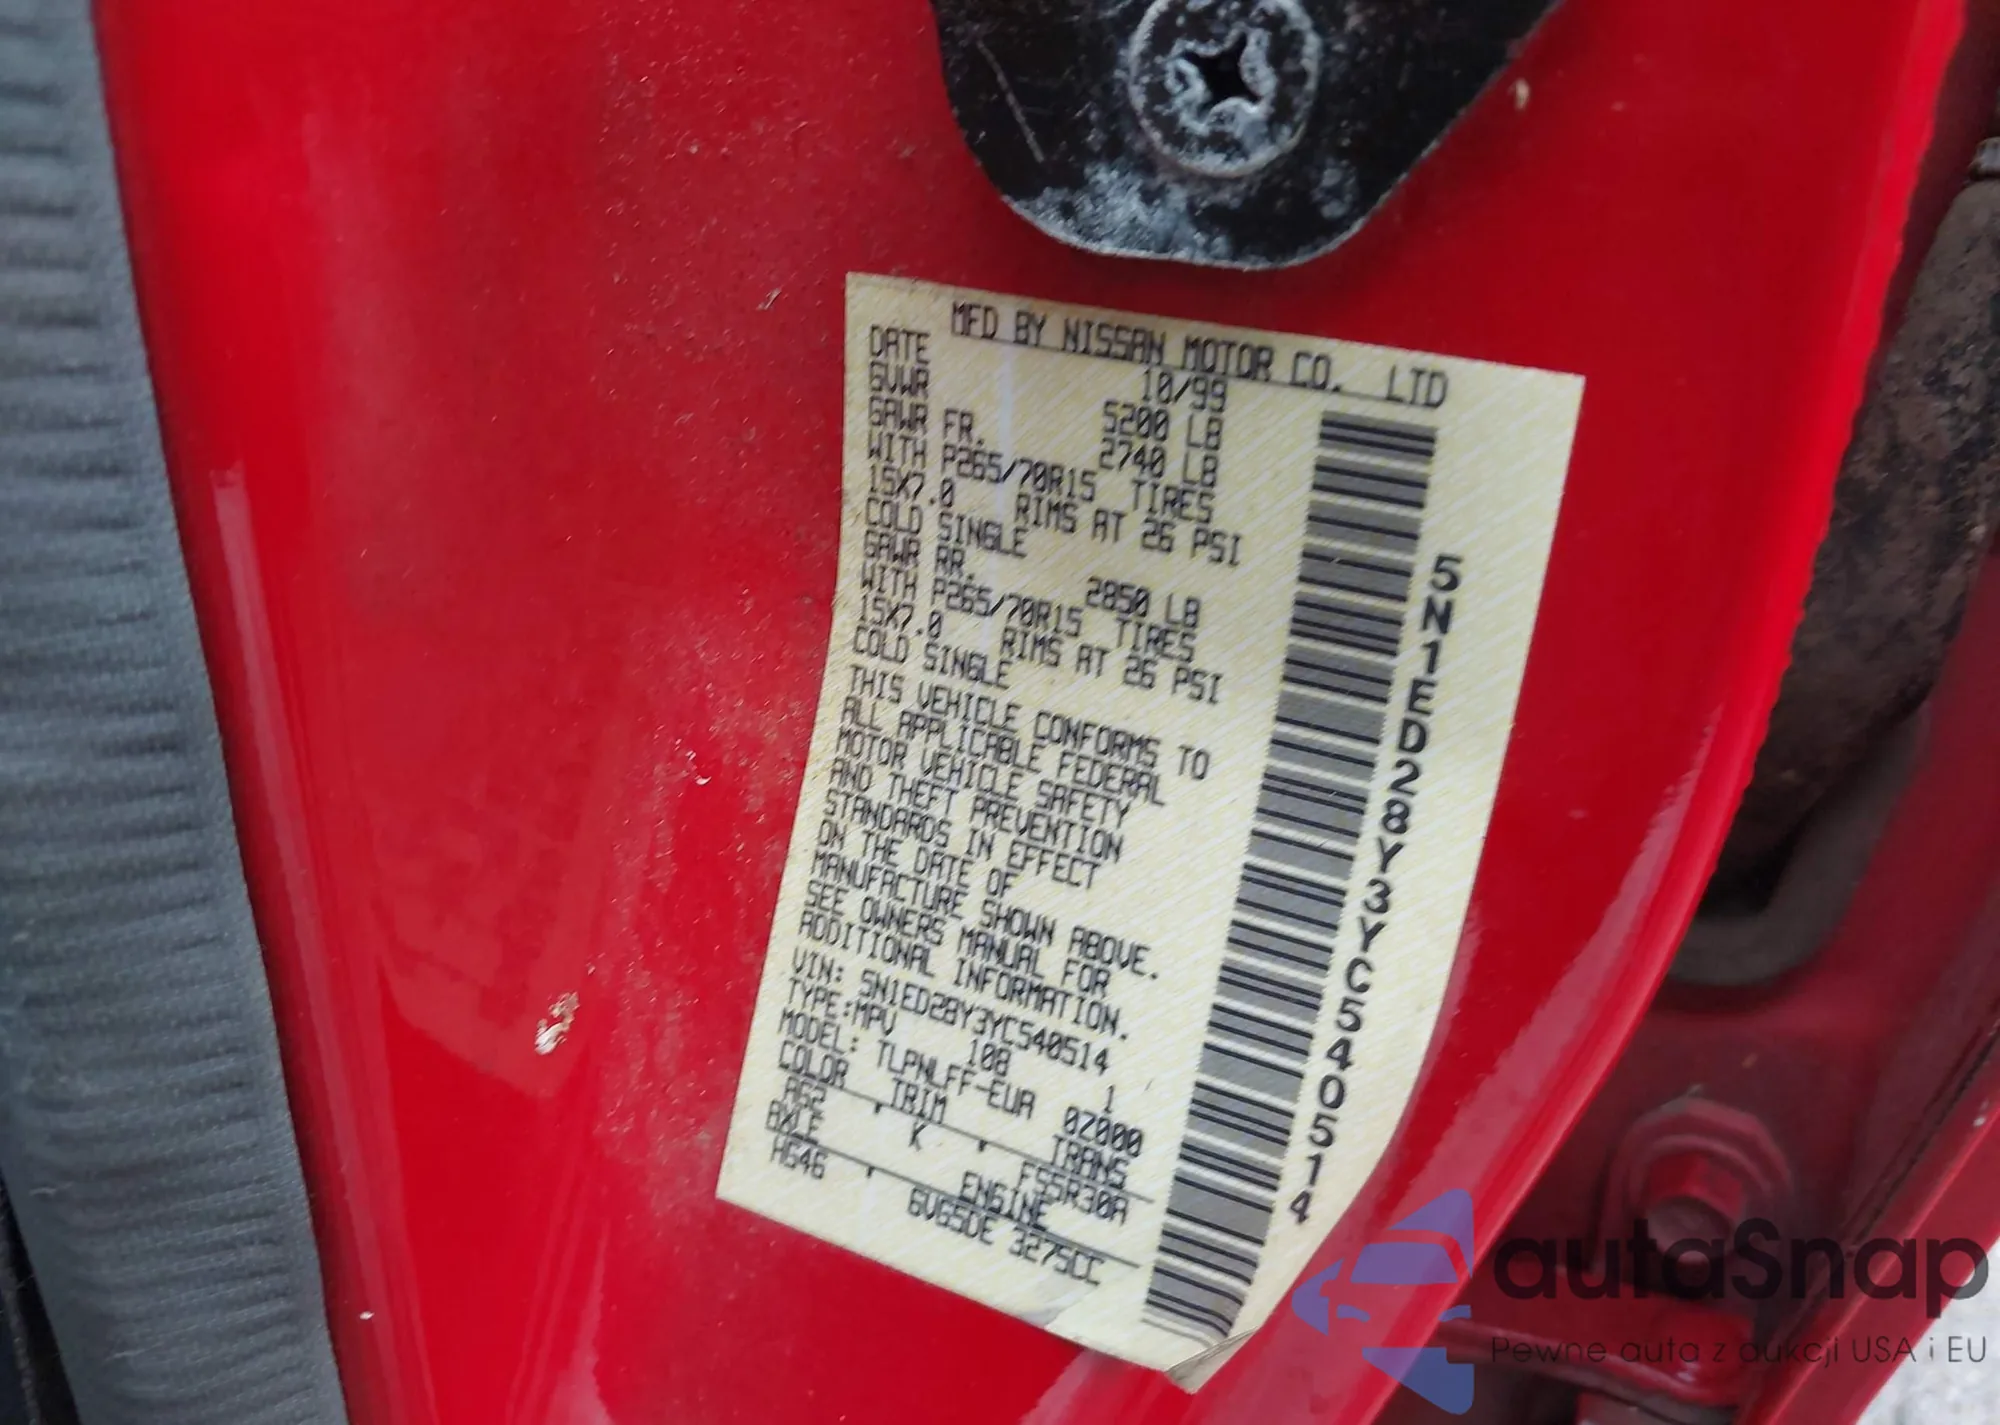 MFD BY NISSAN MOTOR CO. LTD
DATE 10/99
GVWR 5200 LB
GAWR FR. 2740 LB
WITH P265/70R15 TIRES
15X7.0 RIMS AT 26 PSI
COLD SINGLE
GAWR RR. 2850 LB
WITH P265/70R15 TIRES
15X7.0 RIMS AT 26 PSI
COLD SINGLE
THIS VEHICLE CONFORMS TO
ALL APPLICABLE FEDERAL
MOTOR VEHICLE SAFETY
AND THEFT PREVENTION
STANDARDS IN EFFECT
ON THE DATE OF
MANUFACTURE SHOWN ABOVE.
SEE OWNERS MANUAL FOR
ADDITIONAL INFORMATION.
VIN: 5N1ED28Y3YC540514
TYPE:MPV 108 1
MODEL: TLPNLFF-EUA 07000
COLOR TRIM TRANS
AG2 K FS5R30A
AXLE ENGINE
HG46 6VG5DE 3275CC
5N1ED28Y3YC540514
autaSnap
Pewne auta z aukcji USA i EU